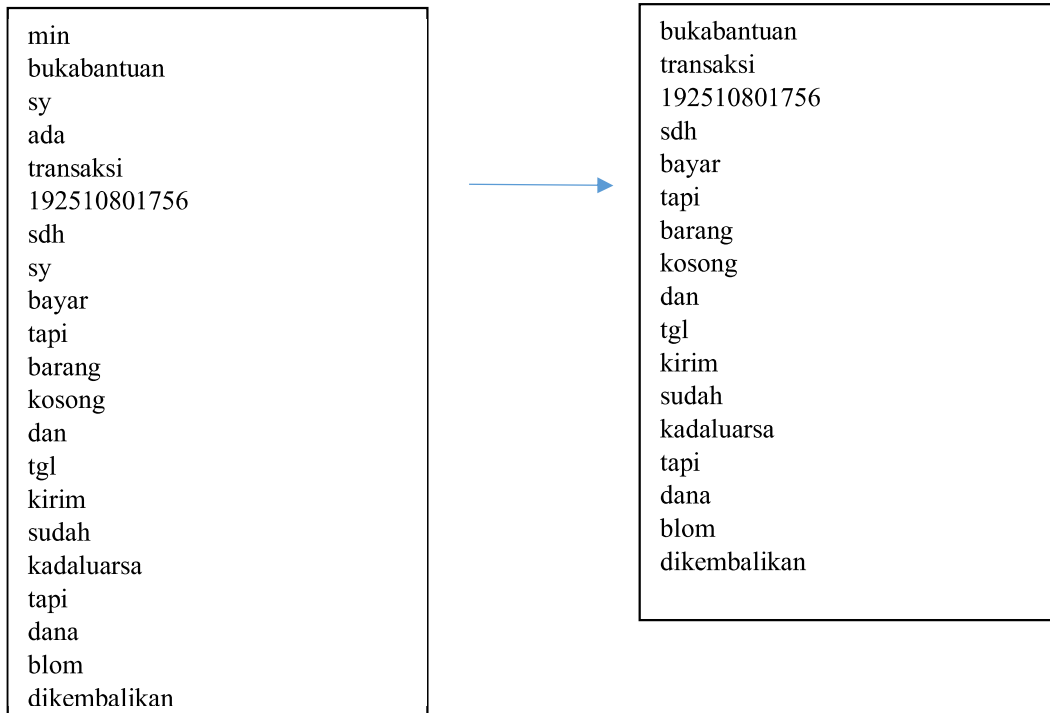 min
bukabantuan
sy
ada
transaksi
192510801756
sdh
sy
bayar
tapi
barang
kosong
dan
tgl
kirim
sudah
kadaluarsa
tapi
dana
blom
dikembalikan
bukabantuan
transaksi
192510801756
sdh
bayar
tapi
barang
kosong
dan
tgl
kirim
sudah
kadaluarsa
tapi
dana
blom
dikembalikan